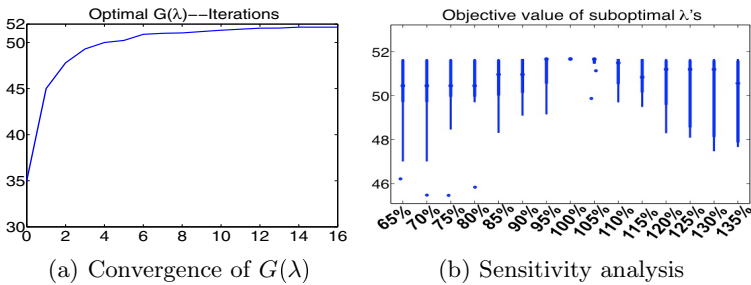 Optimal G(λ)−−Iterations
52
50
45
40
35
30
0 2 4 6 8 10 12 14 16
(a) Convergence of G(λ)
Objective value of suboptimal λ's
52
50
48
46
65% 70% 75% 80% 85% 90% 95% 100% 105% 110% 115% 120% 125% 130% 135%
(b) Sensitivity analysis